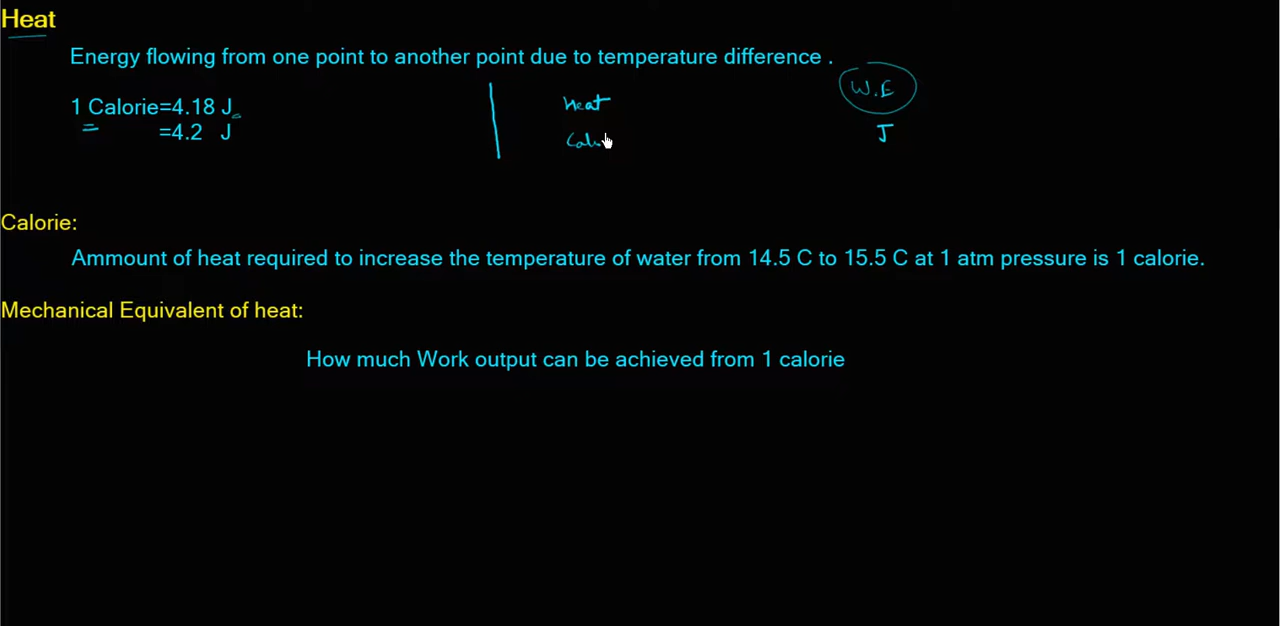 Heat
Energy flowing from one point to another point due to temperature difference .
1 Calorie=4.18 J
=4.2 J
Heat
W.E
J
Calorie:
Ammount of heat required to increase the temperature of water from 14.5 C to 15.5 C at 1 atm pressure is 1 calorie.
Mechanical Equivalent of heat:
How much Work output can be achieved from 1 calorie